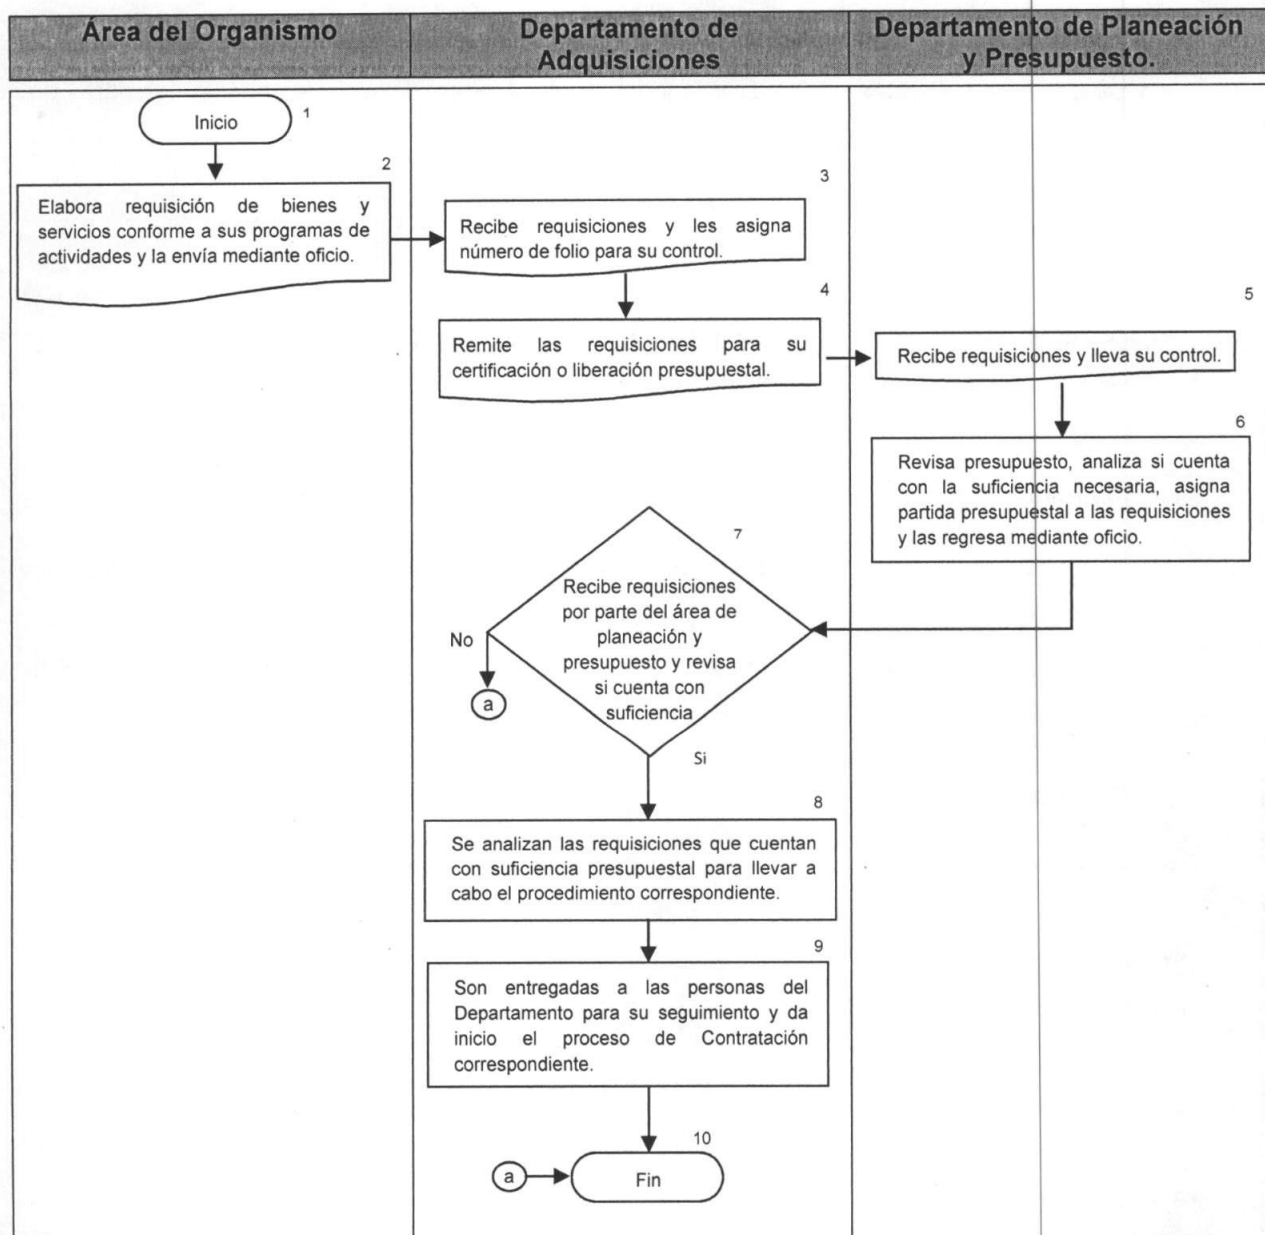 Área del Organismo
Departamento de
Adquisiciones
Departamento de Planeación
y Presupuesto.
Inicio
1
2
Elabora requisición de bienes y
servicios conforme a sus programas de
actividades y la envía mediante oficio.
3
Recibe requisiciones y les asigna
número de folio para su control.
4
Remite las requisiciones para su
certificación o liberación presupuestal.
5
Recibe requisiciones y lleva su control.
6
Revisa presupuesto, analiza si cuenta
con la suficiencia necesaria, asigna
partida presupuestal a las requisiciones
y las regresa mediante oficio.
7
Recibe requisiciones
por parte del área de
planeación y
presupuesto y revisa
si cuenta con
suficiencia
No
a
Si
8
Se analizan las requisiciones que cuentan
con suficiencia presupuestal para llevar a
cabo el procedimiento correspondiente.
9
Son entregadas a las personas del
Departamento para su seguimiento y da
inicio el proceso de Contratación
correspondiente.
10
a
Fin